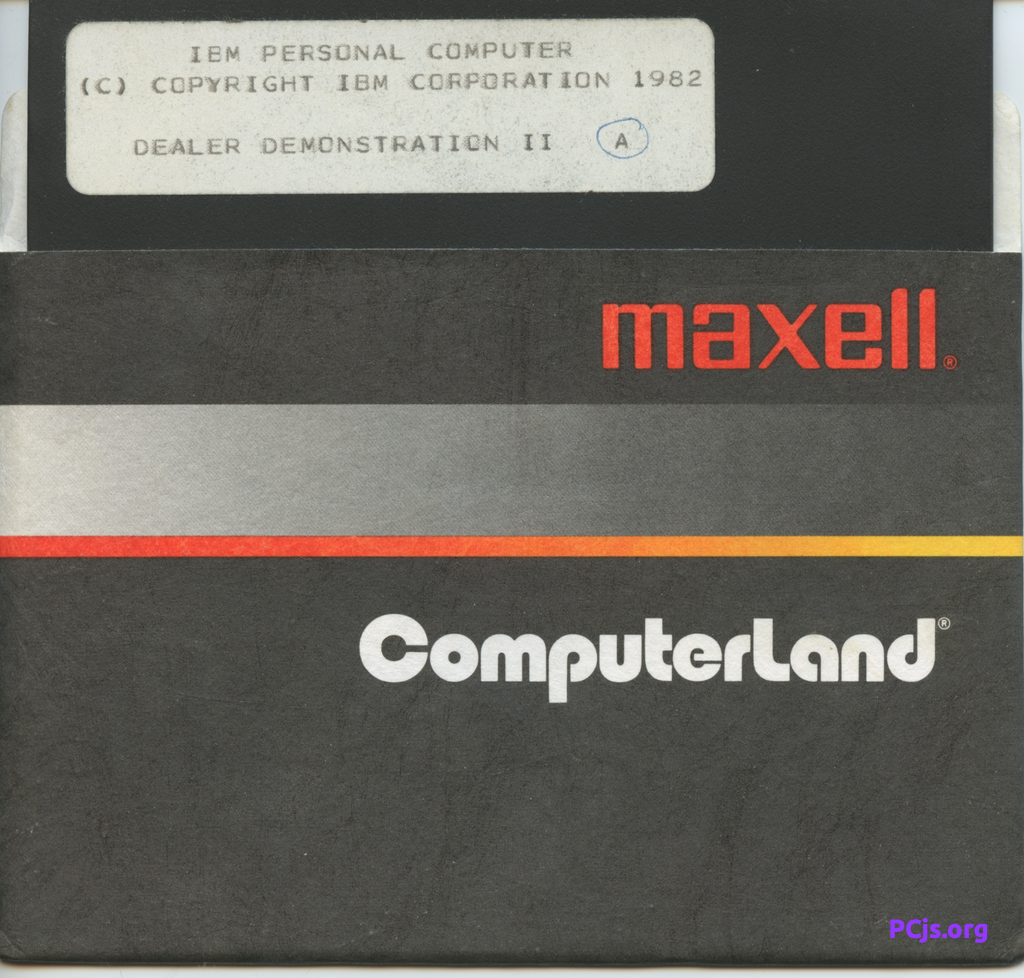 IBM PERSONAL COMPUTER
(C) COPYRIGHT IBM CORPORATION 1982
DEALER DEMONSTRATION II A
maxell®
ComputerLand®
PCjs.org